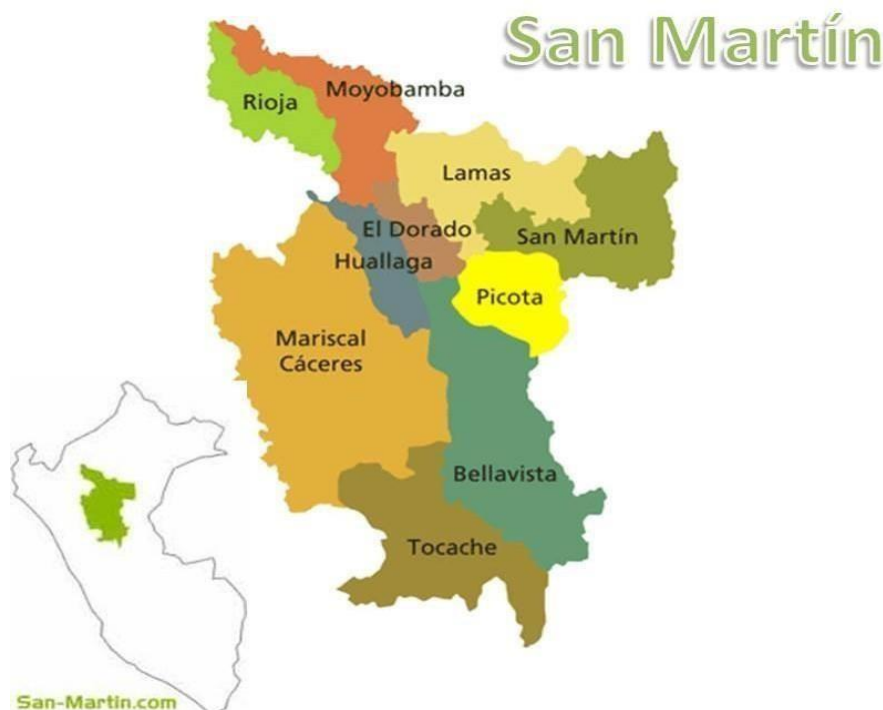 San Martín
Moyobamba
Rioja
Lamas
El Dorado
San Martín
Huallaga
Picota
Mariscal
Cáceres
Bellavista
Tocache
San-Martin.com